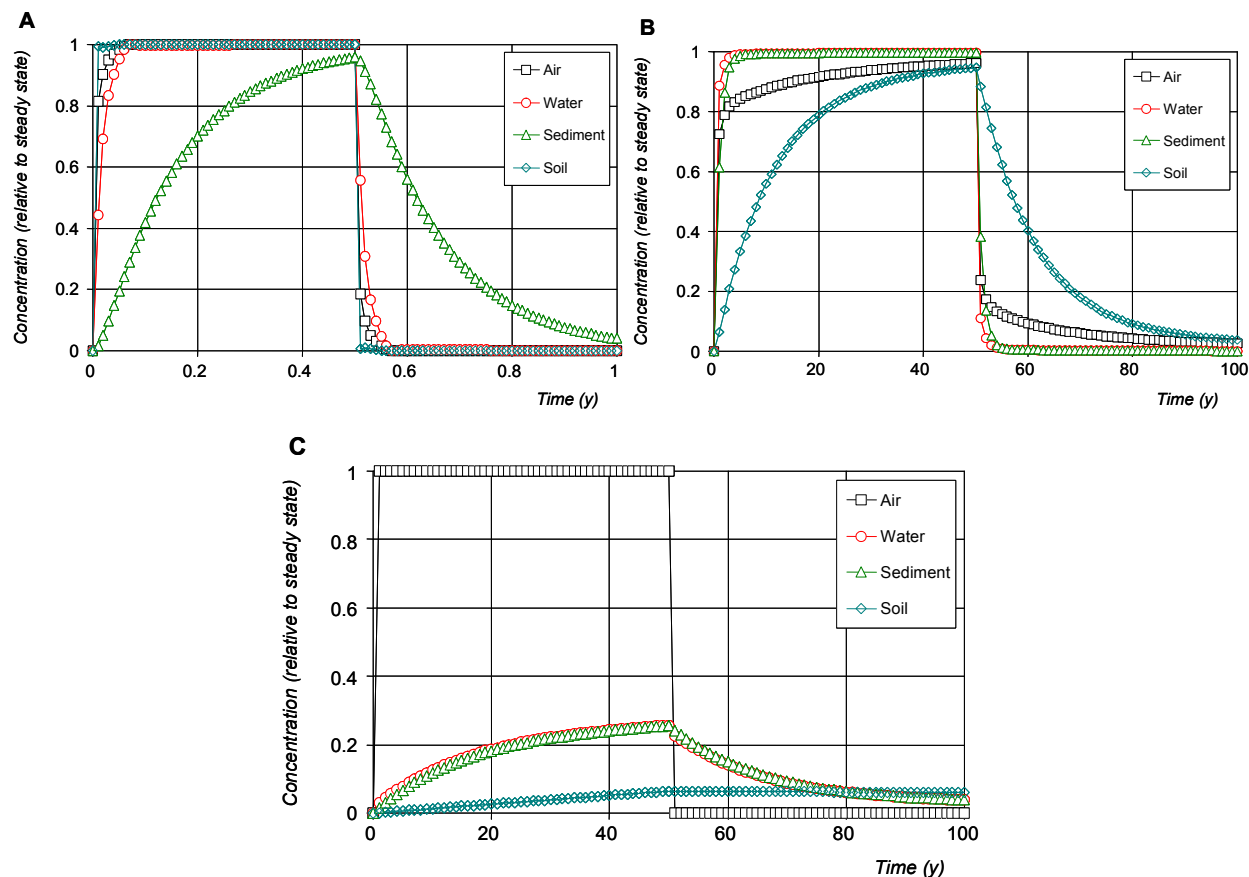 A
Concentration (relative to steady state)
1
0.8
0.6
0.4
0.2
0
0
0.2
0.4
0.6
0.8
1
Time (y)
Air
Water
Sediment
Soil
B
Concentration (relative to steady state)
1
0.8
0.6
0.4
0.2
0
0
20
40
60
80
100
Time (y)
Air
Water
Sediment
Soil
C
Concentration (relative to steady state)
1
0.8
0.6
0.4
0.2
0
0
20
40
60
80
100
Time (y)
Air
Water
Sediment
Soil